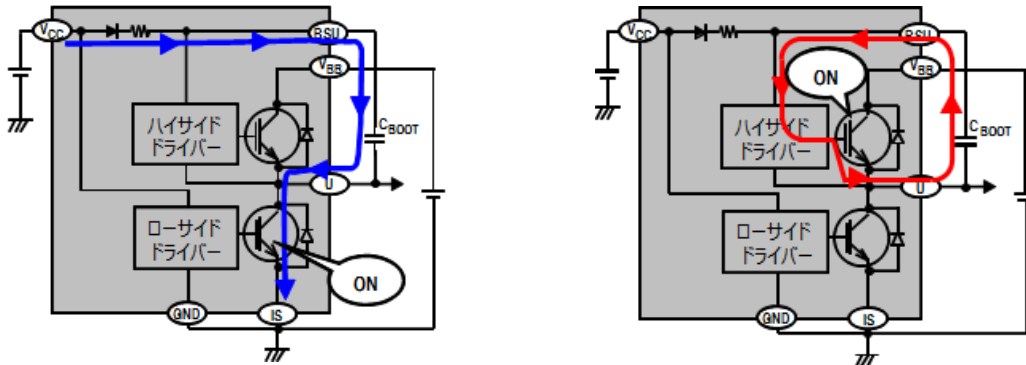 VCC
BSU
VBB
ハイサイド
ドライバー
CBOOT
U
ローサイド
ドライバー
ON
GND
IS
VCC
BSU
VBB
ON
ハイサイド
ドライバー
CBOOT
U
ローサイド
ドライバー
GND
IS